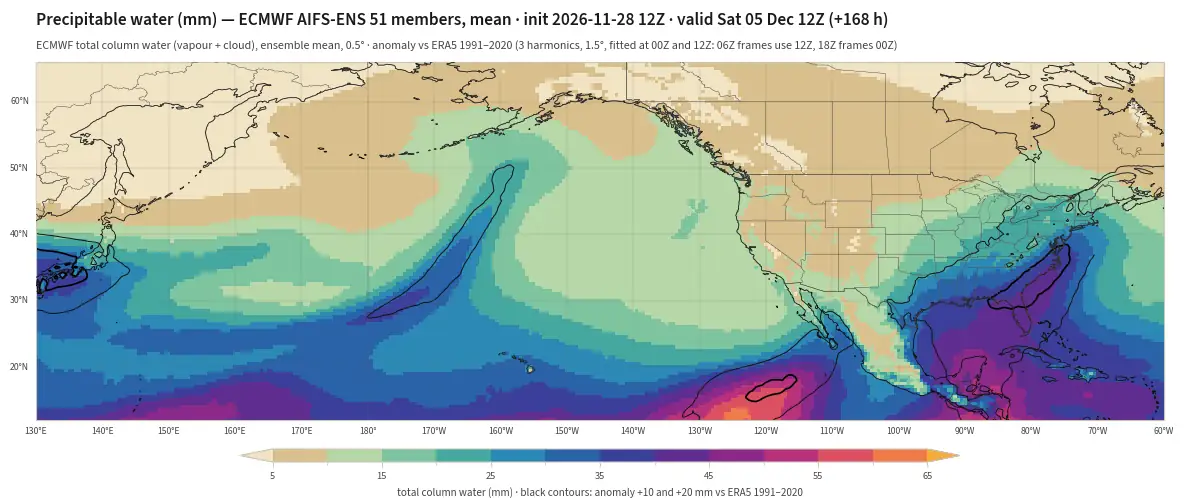 Precipitable water (mm) — ECMWF AIFS-ENS 51 members, mean · init 2026-11-28 12Z · valid Sat 05 Dec 12Z (+168 h)
ECMWF total column water (vapour + cloud), ensemble mean, 0.5° · anomaly vs ERA5 1991–2020 (3 harmonics, 1.5°, fitted at 00Z and 12Z: 06Z frames use 12Z, 18Z frames 00Z)
60°N
50°N
40°N
30°N
20°N
130°E 140°E 150°E 160°E 170°E 180° 170°W 160°W 150°W 140°W 130°W 120°W 110°W 100°W 90°W 80°W 70°W 60°W
5 15 25 35 45 55 65
total column water (mm) · black contours: anomaly +10 and +20 mm vs ERA5 1991–2020